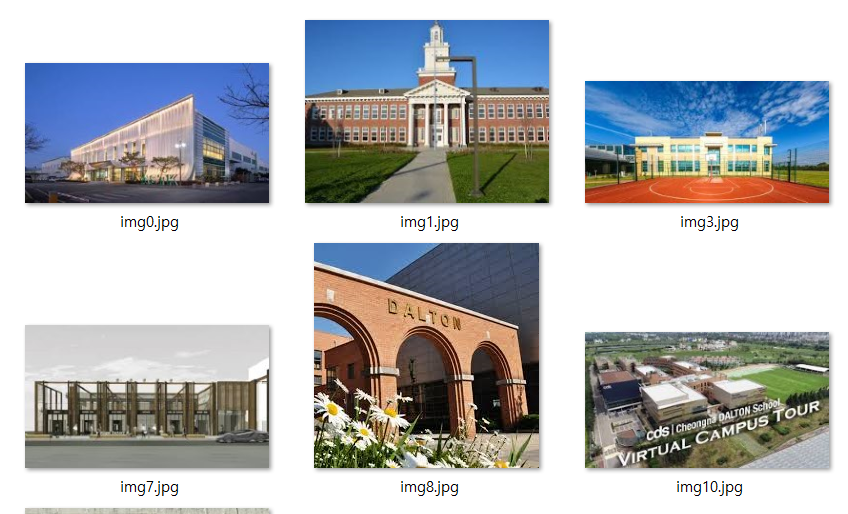 img0.jpg
img1.jpg
img3.jpg
DALTON
cds | Cheongna DALTON School
VIRTUAL CAMPUS TOUR
img7.jpg
img8.jpg
img10.jpg